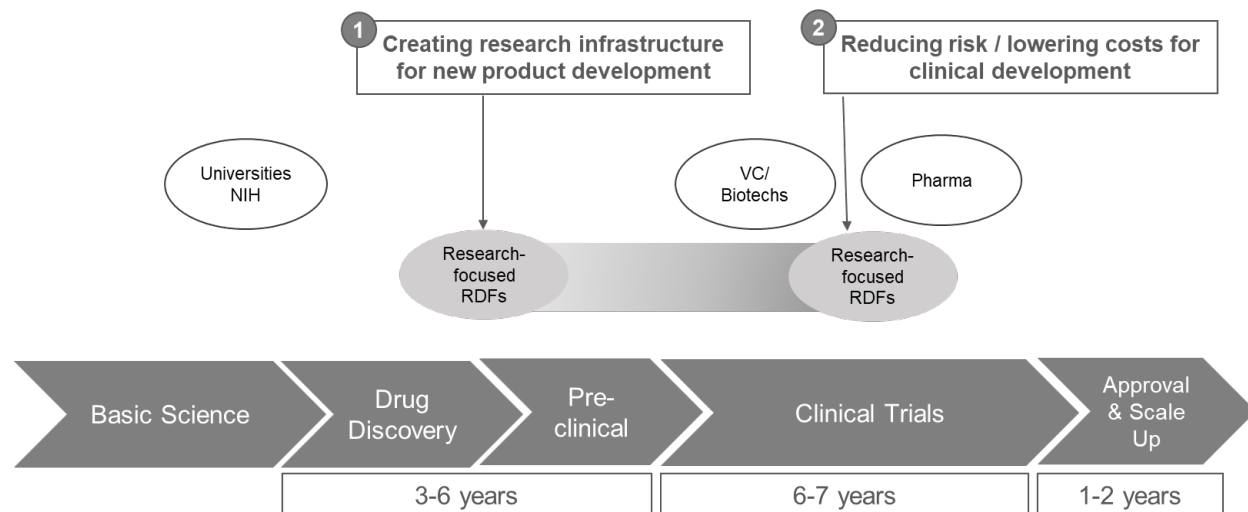 1
Creating research infrastructure
for new product development
2
Reducing risk / lowering costs for
clinical development
Universities
NIH
VC/
Biotechs
Pharma
Research-
focused
RDFs
Research-
focused
RDFs
Basic Science
Drug
Discovery
Pre-
clinical
Clinical Trials
Approval
& Scale
Up
3-6 years
6-7 years
1-2 years